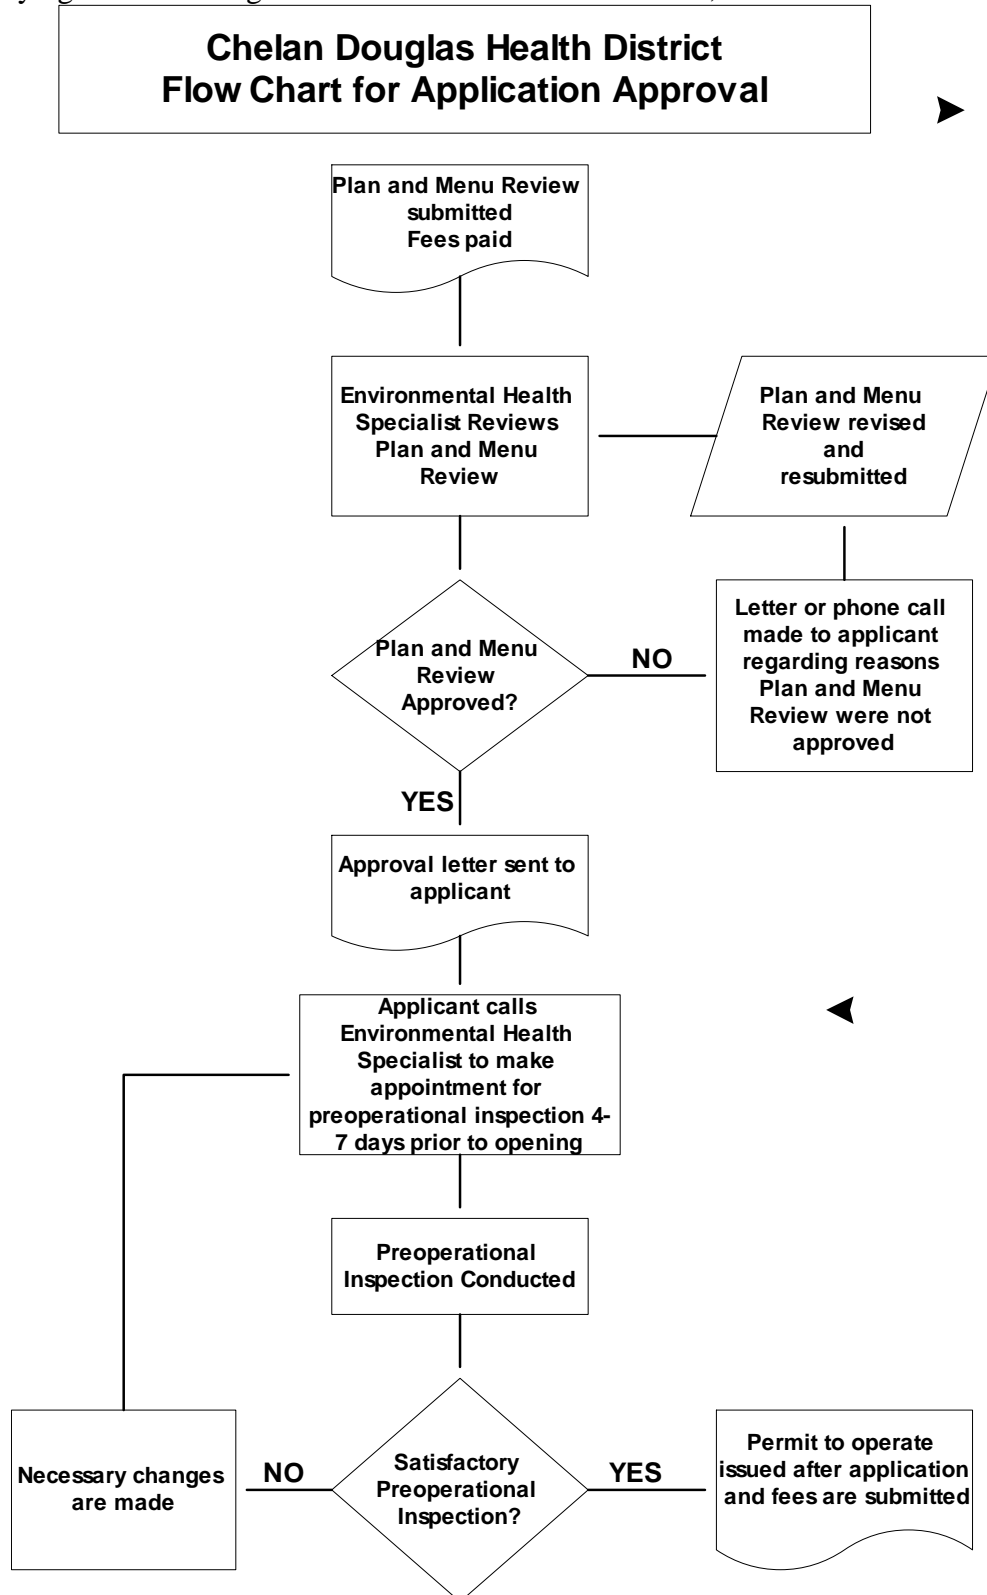 Chelan Douglas Health District
Flow Chart for Application Approval
Plan and Menu Review
submitted
Fees paid
Environmental Health
Specialist Reviews
Plan and Menu
Review
Plan and Menu
Review revised
and
resubmitted
Plan and Menu
Review
Approved?
NO
Letter or phone call
made to applicant
regarding reasons
Plan and Menu
Review were not
approved
YES
Approval letter sent to
applicant
Applicant calls
Environmental Health
Specialist to make
appointment for
preoperational inspection 4-
7 days prior to opening
Preoperational
Inspection Conducted
Necessary changes
are made
NO
Satisfactory
Preoperational
Inspection?
YES
Permit to operate
issued after application
and fees are submitted